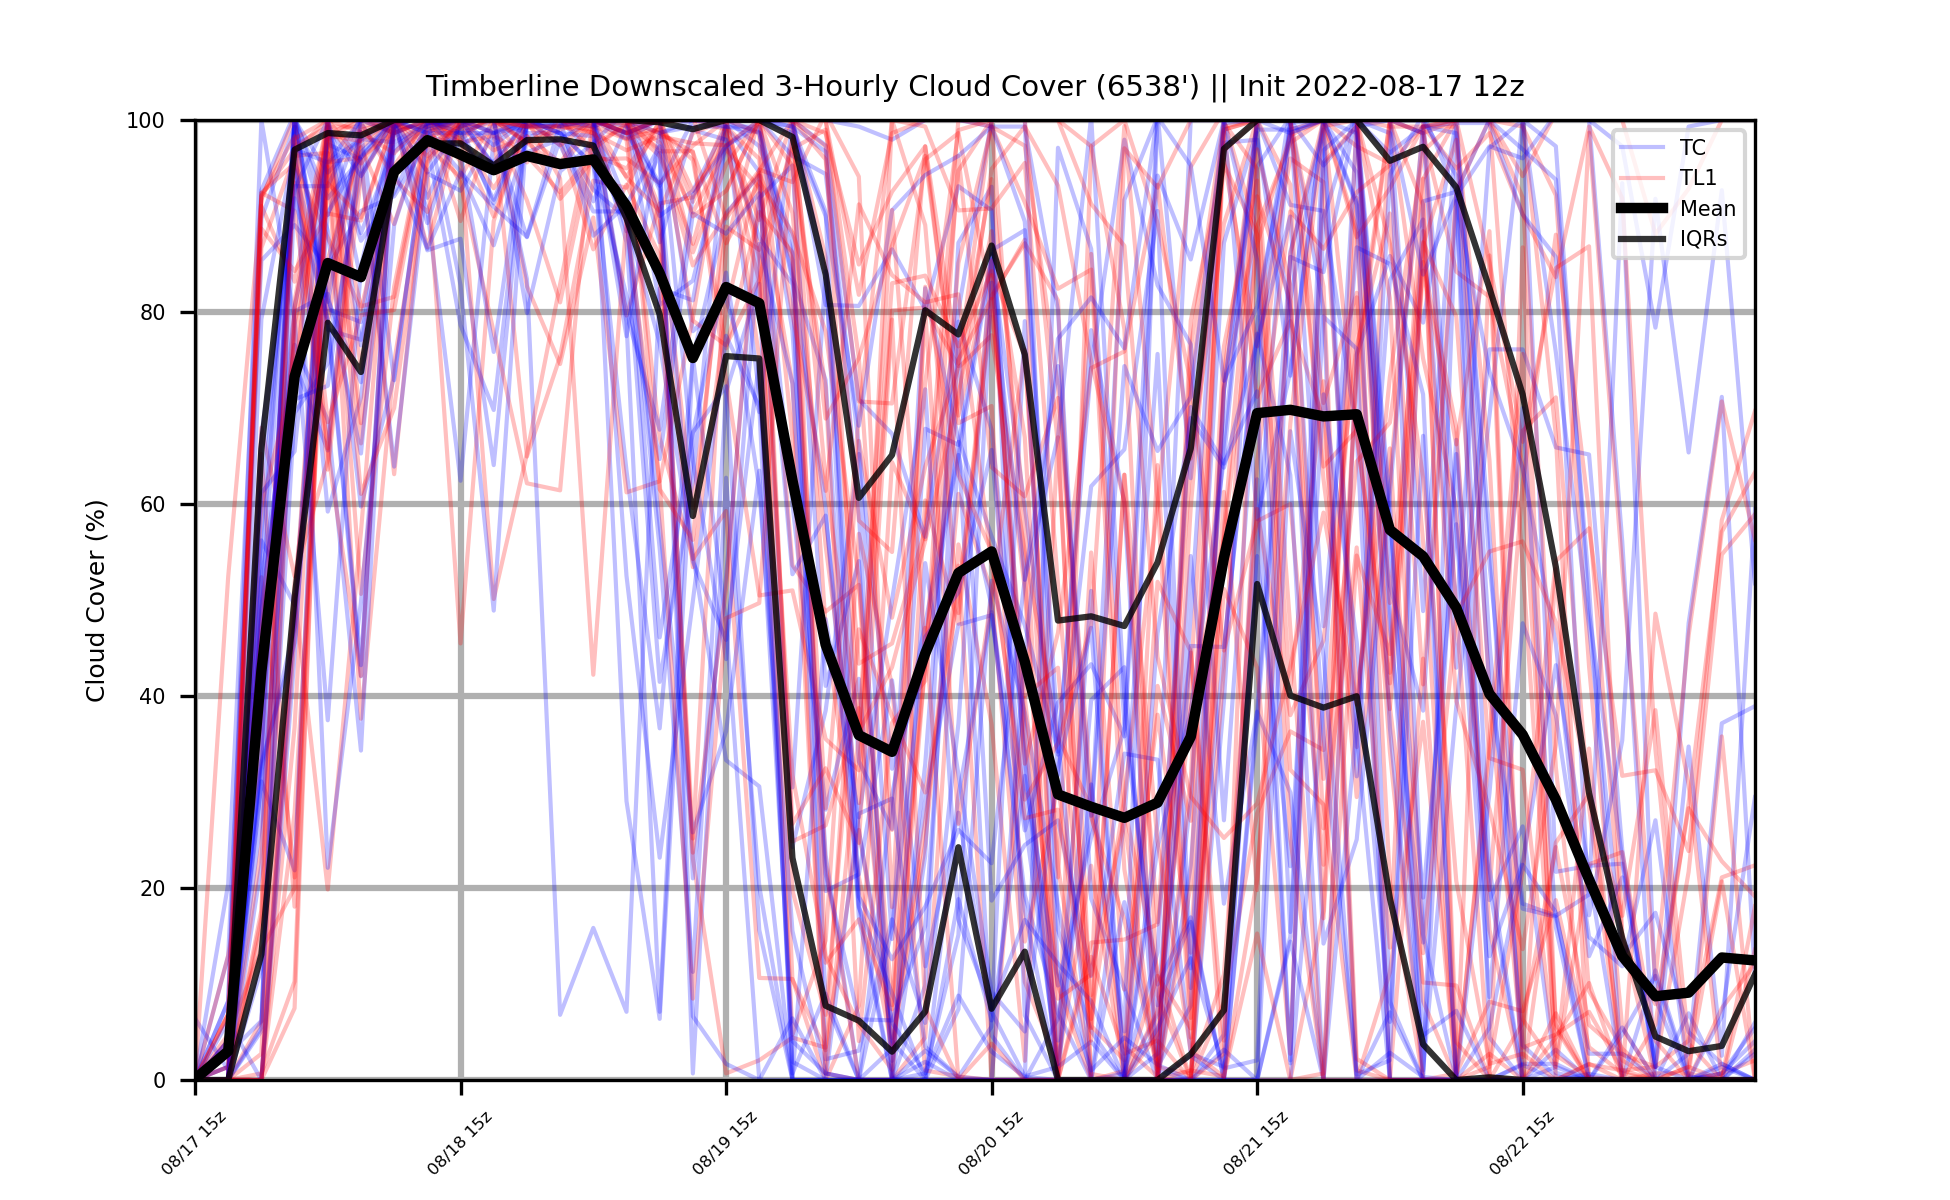 Timberline Downscaled 3-Hourly Cloud Cover (6538') || Init 2022-08-17 12z
Cloud Cover (%)
100
80
60
40
20
0
TC
TL1
Mean
IQRs
08/17 15z
08/18 15z
08/19 15z
08/20 15z
08/21 15z
08/22 15z